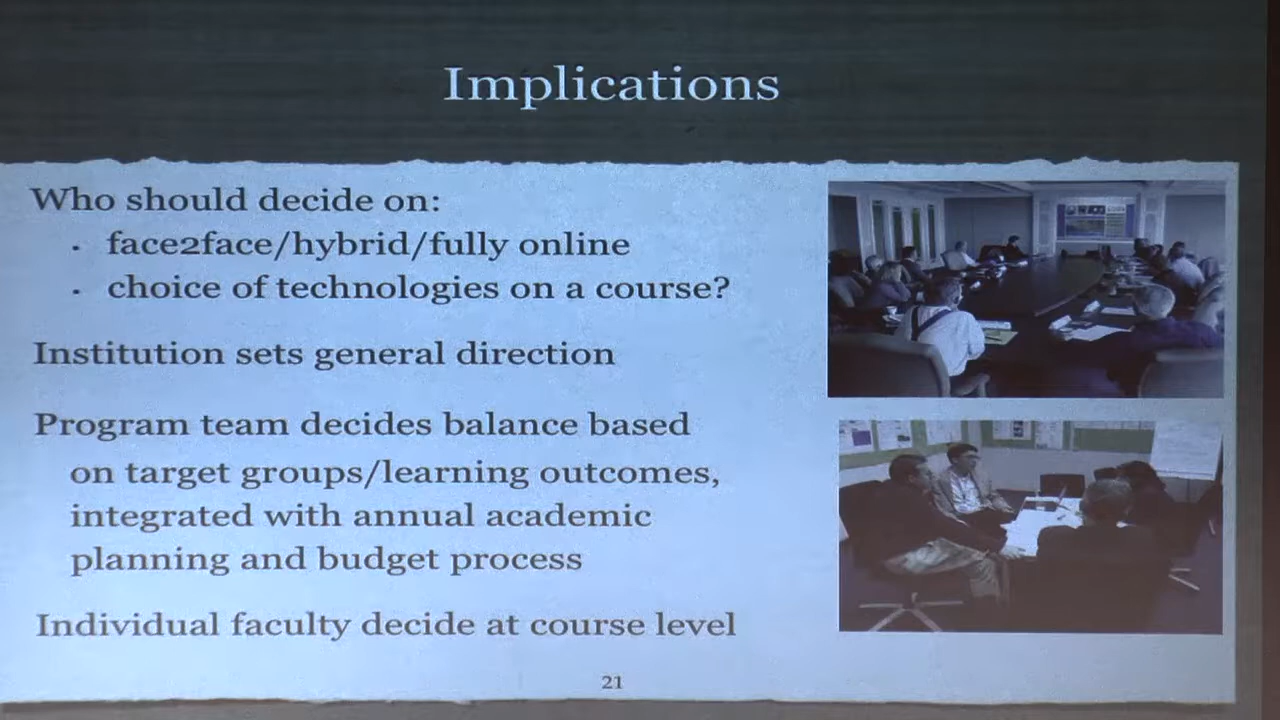 Implications
Who should decide on:
· face2face/hybrid/fully online
· choice of technologies on a course?
Institution sets general direction
Program team decides balance based
on target groups/learning outcomes,
integrated with annual academic
planning and budget process
Individual faculty decide at course level
21